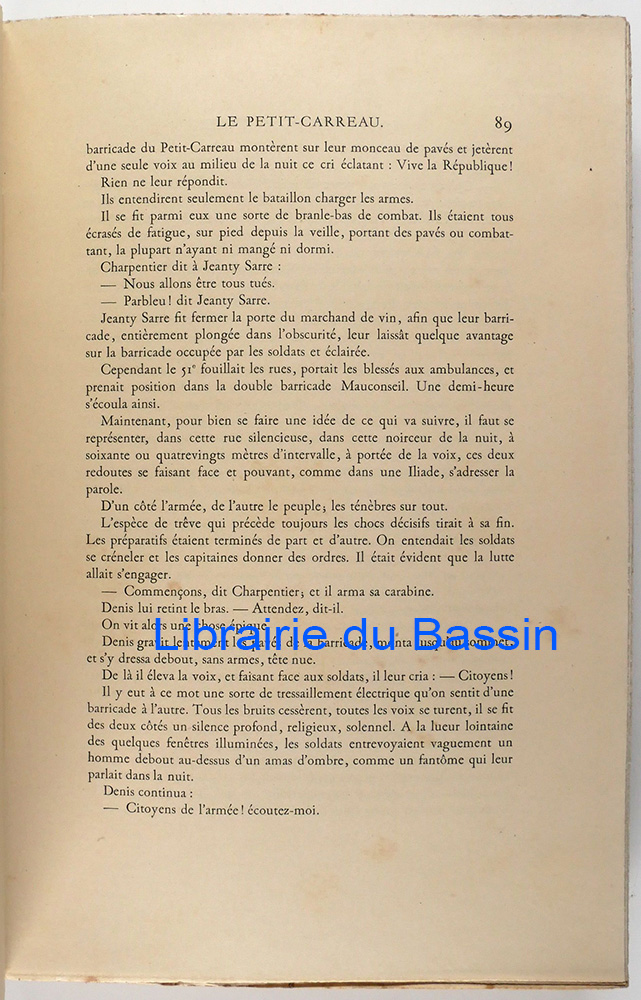 LE PETIT-CARREAU. 89
barricade du Petit-Carreau montèrent sur leur monceau de pavés et jetèrent
d'une seule voix au milieu de la nuit ce cri éclatant : Vive la République!
Rien ne leur répondit.
Ils entendirent seulement le bataillon charger les armes.
Il se fit parmi eux une sorte de branle-bas de combat. Ils étaient tous
écrasés de fatigue, sur pied depuis la veille, portant des pavés ou combat-
tant, la plupart n'ayant ni mangé ni dormi.
Charpentier dit à Jeanty Sarre :
— Nous allons être tous tués.
— Parbleu! dit Jeanty Sarre.
Jeanty Sarre fit fermer la porte du marchand de vin, afin que leur barri-
cade, entièrement plongée dans l'obscurité, leur laissât quelque avantage
sur la barricade occupée par les soldats et éclairée.
Cependant le 51e fouillait les rues, portait les blessés aux ambulances, et
prenait position dans la double barricade Mauconseil. Une demi-heure
s'écoula ainsi.
Maintenant, pour bien se faire une idée de ce qui va suivre, il faut se
représenter, dans cette rue silencieuse, dans cette noirceur de la nuit, à
soixante ou quatrevingts mètres d'intervalle, à portée de la voix, ces deux
redoutes se faisant face et pouvant, comme dans une Iliade, s'adresser la
parole.
D'un côté l'armée, de l'autre le peuple; les ténèbres sur tout.
L'espèce de trêve qui précède toujours les chocs décisifs tirait à sa fin.
Les préparatifs étaient terminés de part et d'autre. On entendait les soldats
se créneler et les capitaines donner des ordres. Il était évident que la lutte
allait s'engager.
— Commençons, dit Charpentier; et il arma sa carabine.
Denis lui retint le bras. — Attendez, dit-il.
On vit alors une chose épique.
Librairie du Bassin
Denis gravit lentement les pavés de la barricade, monta jusqu'au sommet,
et s'y dressa debout, sans armes, tête nue.
De là il éleva la voix, et faisant face aux soldats, il leur cria : — Citoyens!
Il y eut à ce mot une sorte de tressaillement électrique qu'on sentit d'une
barricade à l'autre. Tous les bruits cessèrent, toutes les voix se turent, il se fit
des deux côtés un silence profond, religieux, solennel. A la lueur lointaine
des quelques fenêtres illuminées, les soldats entrevoyaient vaguement un
homme debout au-dessus d'un amas d'ombre, comme un fantôme qui leur
parlait dans la nuit.
Denis continua :
— Citoyens de l'armée! écoutez-moi.